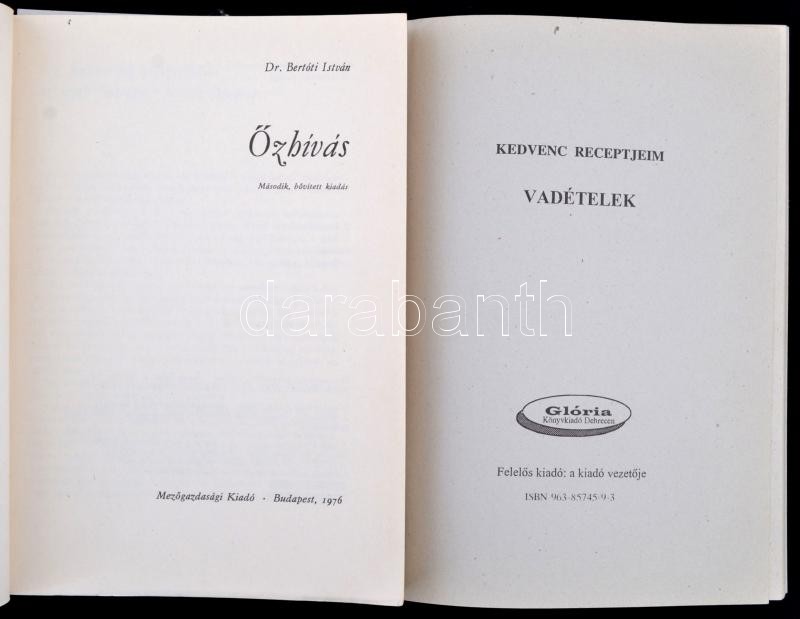 Dr. Bertóti István
Őzhívás
Második, bővített kiadás
Mezőgazdasági Kiadó · Budapest, 1976
KEDVENC RECEPTJEIM
VADÉTELEK
Glória
Könyvkiadó Debrecen
Felelős kiadó: a kiadó vezetője
ISBN 963-85745-9-3
darabanth